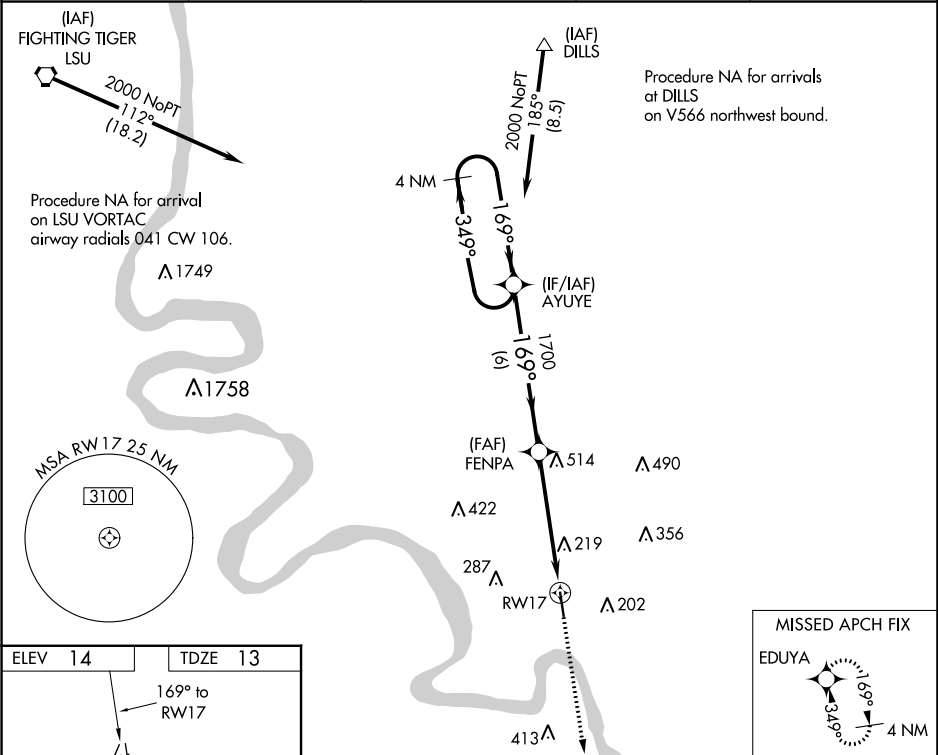 (IAF)
FIGHTING TIGER
LSU
2000 NoPT
112°
(18.2)
(IAF)
DILLS
2000 NoPT
185°
(8.5)
Procedure NA for arrivals
at DILLS
on V566 northwest bound.
4 NM
349°
169°
Procedure NA for arrival
on LSU VORTAC
airway radials 041 CW 106.
1749
(IF/IAF)
AYUYE
1700
169°
(6)
1758
(FAF)
FENPA
514
490
MSA RW17 25 NM
3100
422
219
356
287
RW17
202
MISSED APCH FIX
EDUYA
169°
349°
4 NM
ELEV 14
TDZE 13
169° to
RW17
413